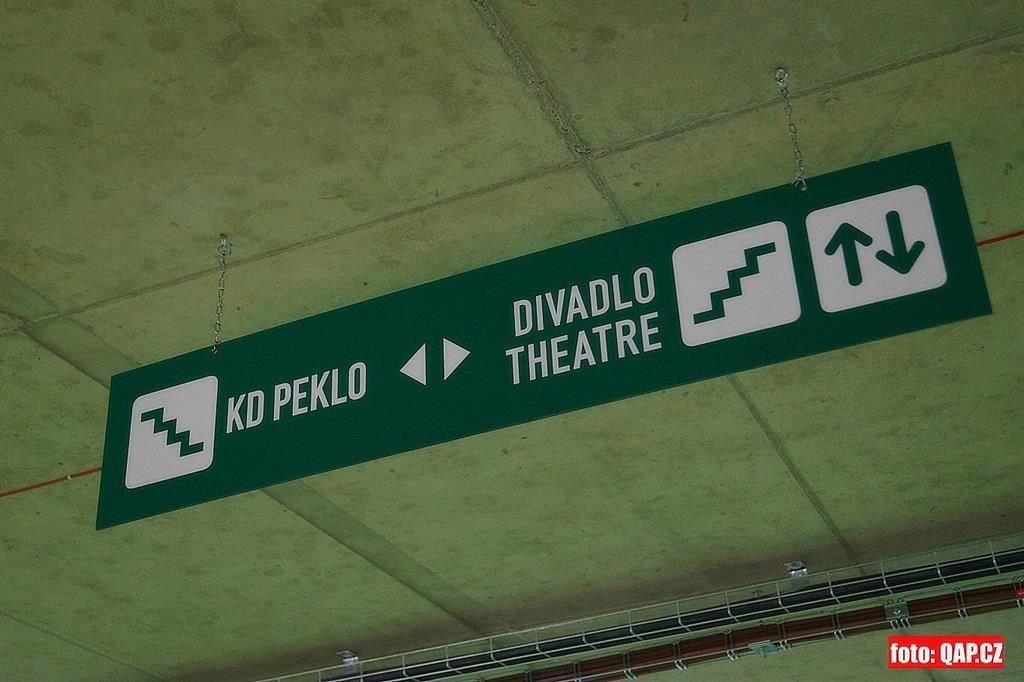 KD PEKLO
DIVADLO
THEATRE
foto: QAP.CZ